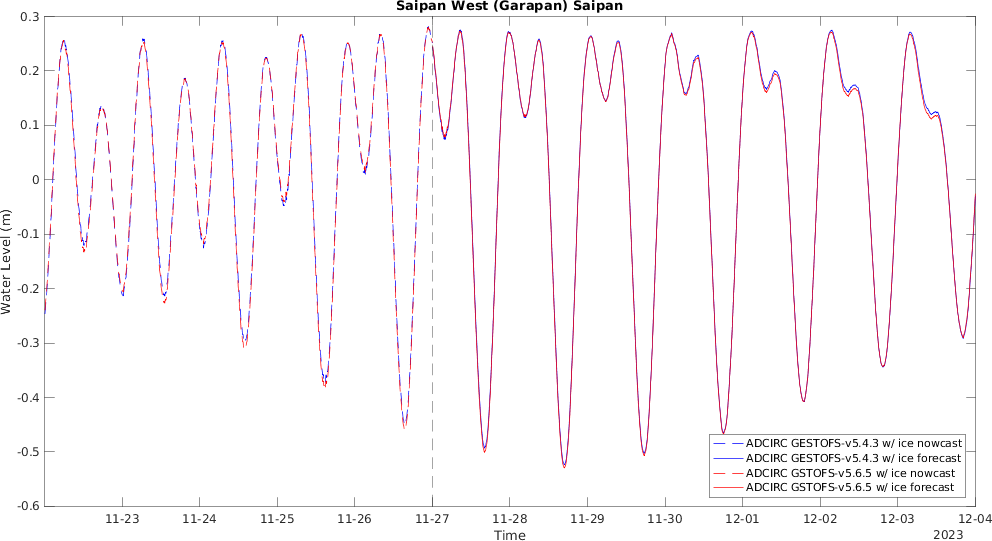 Saipan West (Garapan) Saipan
0.3
0.2
0.1
0
-0.1
-0.2
-0.3
-0.4
-0.5
-0.6
Water Level (m)
ADCIRC GESTOFS-v5.4.3 w/ ice nowcast
ADCIRC GESTOFS-v5.4.3 w/ ice forecast
ADCIRC GSTOFS-v5.6.5 w/ ice nowcast
ADCIRC GSTOFS-v5.6.5 w/ ice forecast
11-23 11-24 11-25 11-26 11-27 11-28 11-29 11-30 12-01 12-02 12-03 12-04
Time
2023